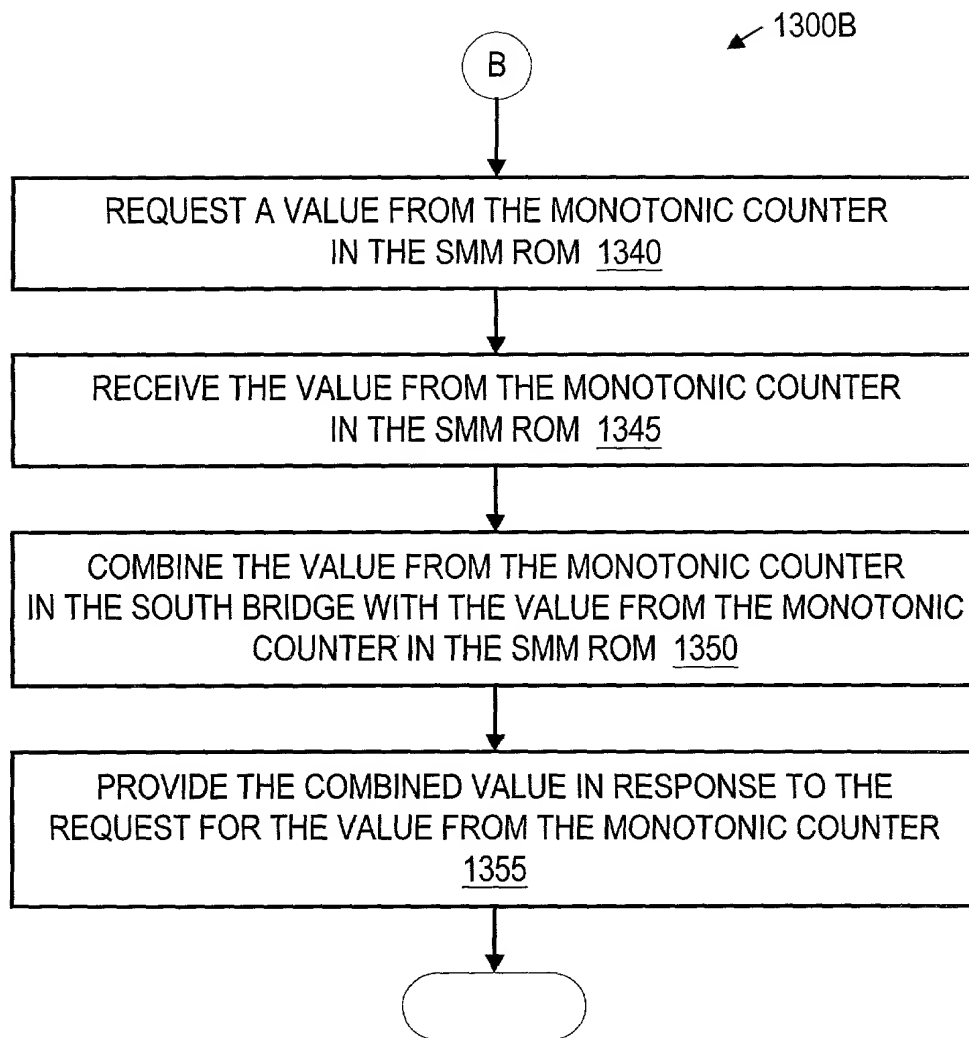 1300B
B
REQUEST A VALUE FROM THE MONOTONIC COUNTER
IN THE SMM ROM 1340
RECEIVE THE VALUE FROM THE MONOTONIC COUNTER
IN THE SMM ROM 1345
COMBINE THE VALUE FROM THE MONOTONIC COUNTER
IN THE SOUTH BRIDGE WITH THE VALUE FROM THE MONOTONIC
COUNTER IN THE SMM ROM 1350
PROVIDE THE COMBINED VALUE IN RESPONSE TO THE
REQUEST FOR THE VALUE FROM THE MONOTONIC COUNTER
1355